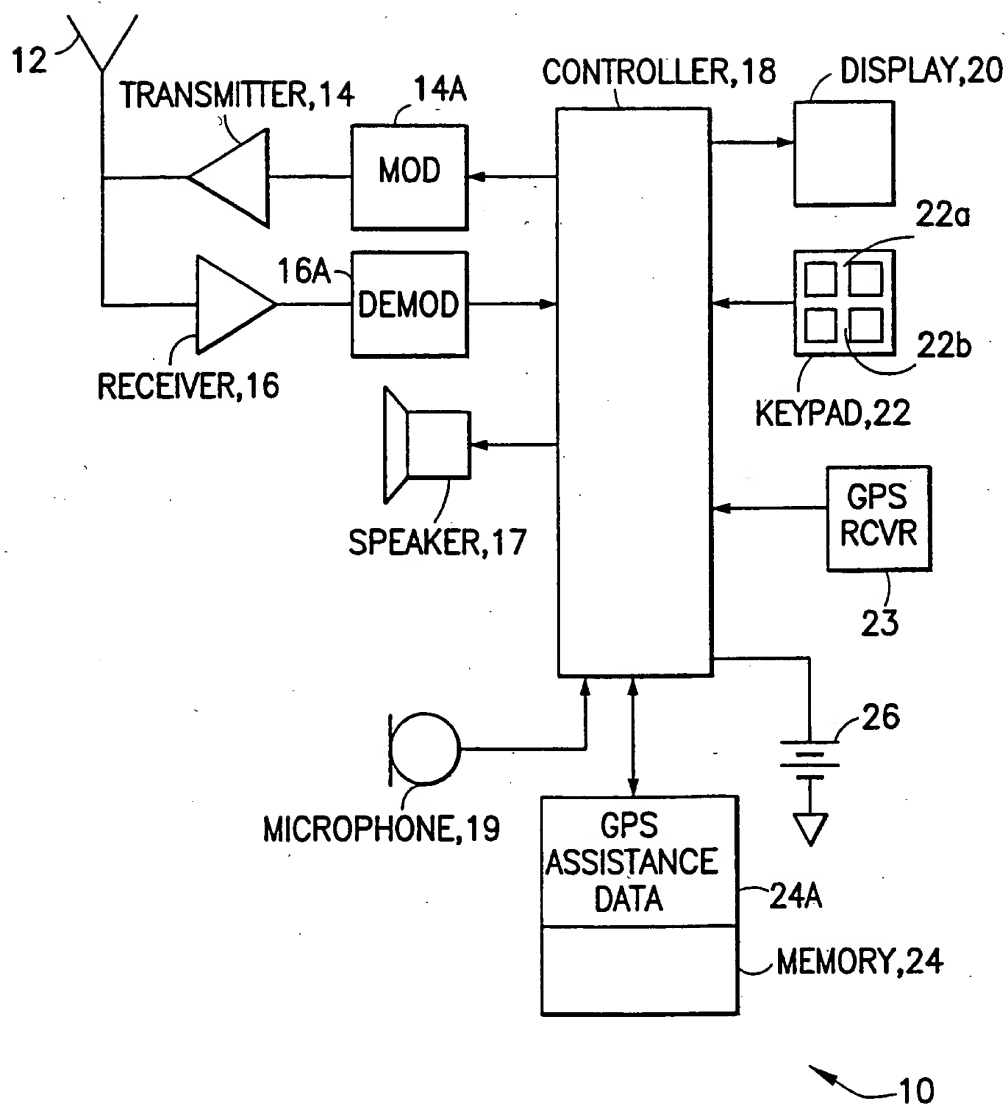 12
TRANSMITTER,14
14A
CONTROLLER,18
DISPLAY,20
MOD
22a
16A
DEMOD
22b
RECEIVER,16
KEYPAD,22
GPS
RCVR
SPEAKER,17
23
26
MICROPHONE,19
GPS
ASSISTANCE
DATA
24A
MEMORY,24
10